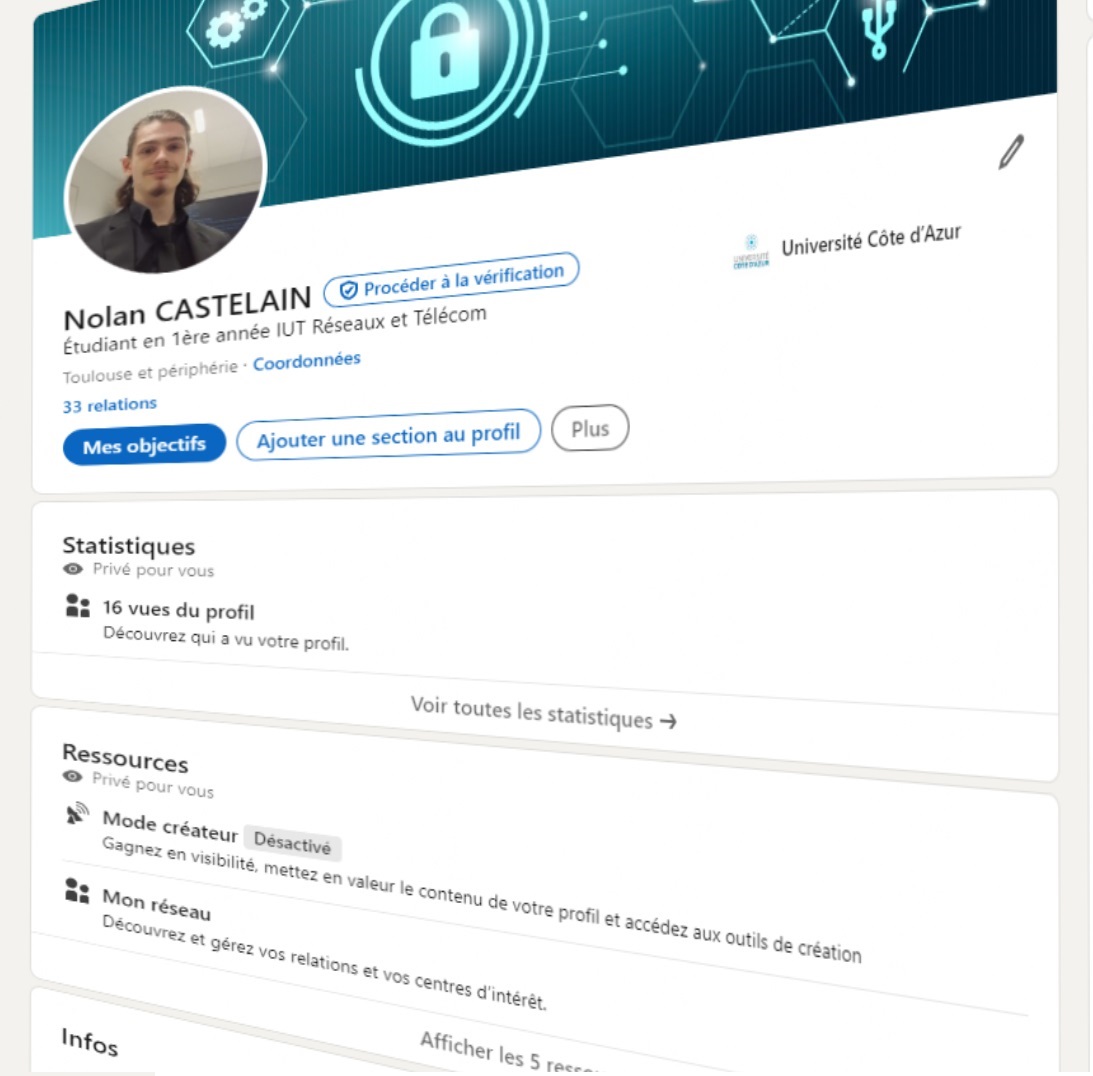 Université Côte d'Azur
UNIVERSITÉ
CÔTE D'AZUR
Nolan CASTELAIN
Procéder à la vérification
Étudiant en 1ère année IUT Réseaux et Télécom
Toulouse et périphérie · Coordonnées
33 relations
Mes objectifs
Ajouter une section au profil
Plus
Statistiques
Privé pour vous
16 vues du profil
Découvrez qui a vu votre profil.
Voir toutes les statistiques →
Ressources
Privé pour vous
Mode créateur Désactivé
Gagnez en visibilité, mettez en valeur le contenu de votre profil et accédez aux outils de création
Mon réseau
Découvrez et gérez vos relations et vos centres d'intérêt.
Afficher les 5
Infos